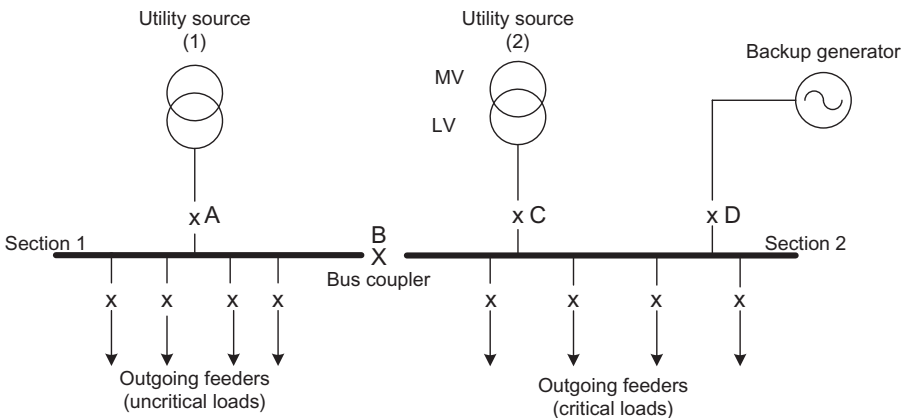 Utility source
(1)
Utility source
(2)
Backup generator
MV
LV
x A
x C
x D
Section 1
B
X
Bus coupler
Section 2
x x x x
x x x x
Outgoing feeders
(uncritical loads)
Outgoing feeders
(critical loads)